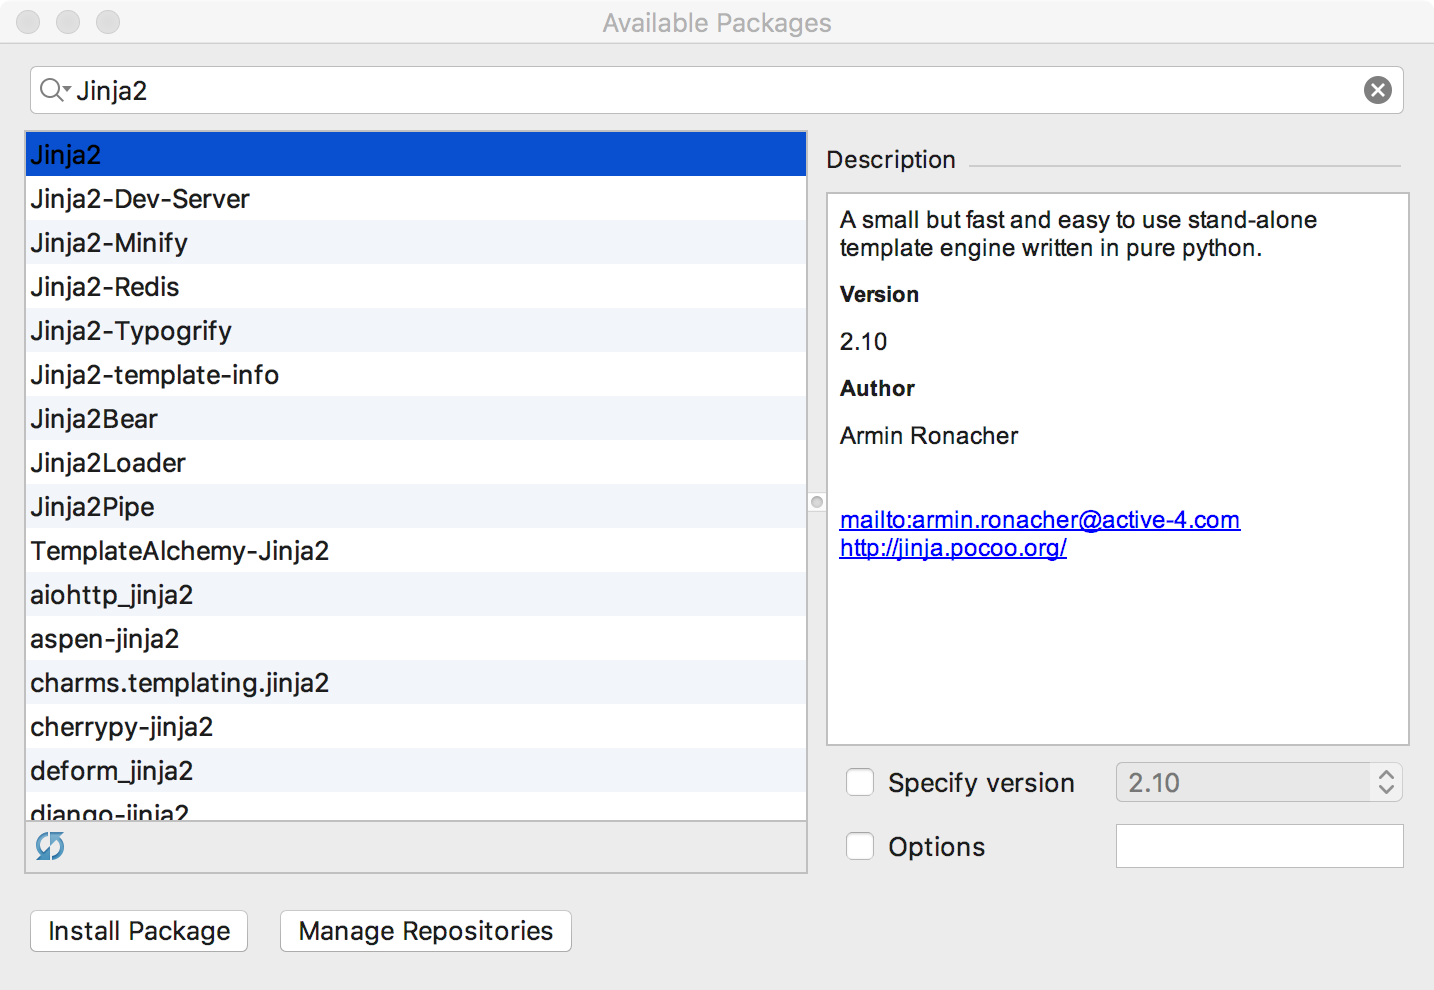 Available Packages
Jinja2
Jinja2
Jinja2-Dev-Server
Jinja2-Minify
Jinja2-Redis
Jinja2-Typogrify
Jinja2-template-info
Jinja2Bear
Jinja2Loader
Jinja2Pipe
TemplateAlchemy-Jinja2
aiohttp_jinja2
aspen-jinja2
charms.templating.jinja2
cherrypy-jinja2
deform_jinja2
django-jinja2
Description
A small but fast and easy to use stand-alone
template engine written in pure python.
Version
2.10
Author
Armin Ronacher
mailto:armin.ronacher@active-4.com
http://jinja.pocoo.org/
Specify version
2.10
Options
Install Package
Manage Repositories